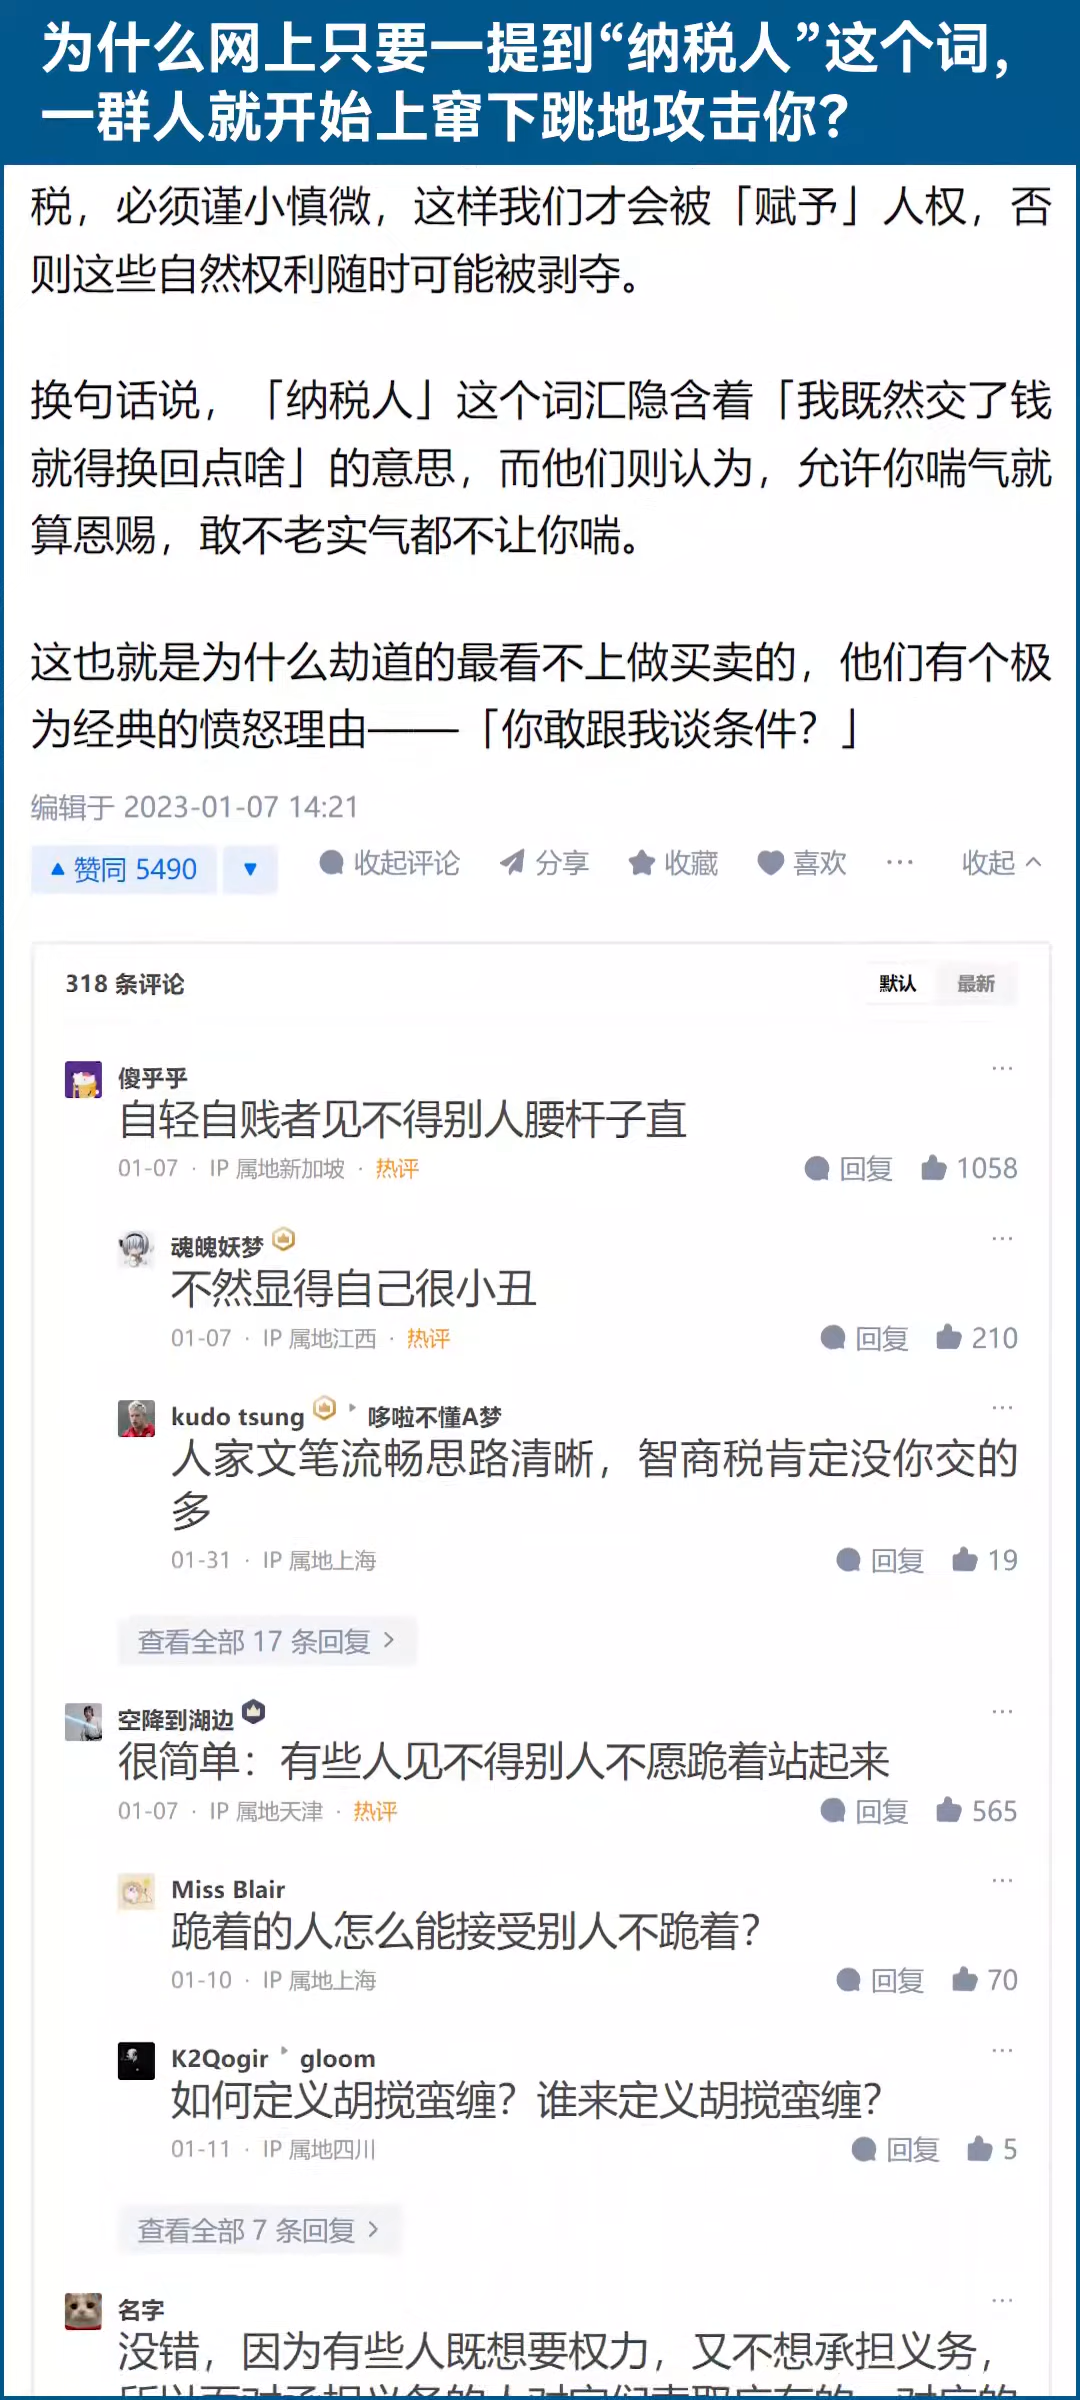 为什么网上只要一提到“纳税人”这个词，
一群人就开始上窜下跳地攻击你？
税，必须谨小慎微，这样我们才会被「赋予」人权，否
则这些自然权利随时可能被剥夺。
换句话说，「纳税人」这个词汇隐含着「我既然交了钱
就得换回点啥」的意思，而他们则认为，允许你喘气就
算恩赐，敢不老实气都不让你喘。
这也就是为什么劫道的最看不上做买卖的，他们有个极
为经典的愤怒理由——「你敢跟我谈条件？」
编辑于 2023-01-07 14:21
赞同 5490 收起评论 分享 收藏 喜欢 ··· 收起
318 条评论 默认 最新
傻乎乎 ···
自轻自贱者见不得别人腰杆子直
01-07 · IP 属地新加坡 · 热评 回复 1058
魂魄妖梦 ···
不然显得自己很小丑
01-07 · IP 属地江西 · 热评 回复 210
kudo tsung 哆啦不懂A梦 ···
人家文笔流畅思路清晰，智商税肯定没你交的
多
01-31 · IP 属地上海 回复 19
查看全部 17 条回复
空降到湖边 ···
很简单：有些人见不得别人不愿跪着站起来
01-07 · IP 属地天津 · 热评 回复 565
Miss Blair ···
跪着的人怎么能接受别人不跪着？
01-10 · IP 属地上海 回复 70
K2Qogir gloom ···
如何定义胡搅蛮缠？谁来定义胡搅蛮缠？
01-11 · IP 属地四川 回复 5
查看全部 7 条回复
名字 ···
没错，因为有些人既想要权力，又不想承担义务，